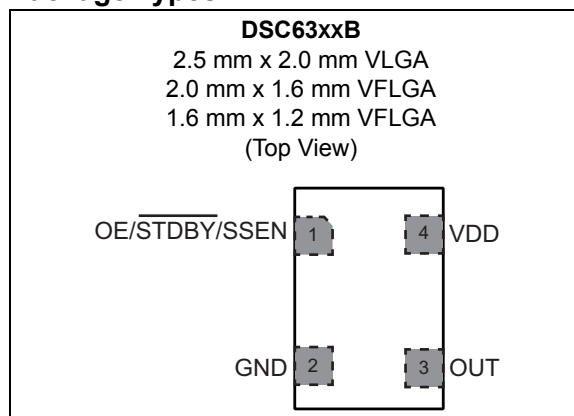 DSC63xxB
2.5 mm x 2.0 mm VLGA
2.0 mm x 1.6 mm VFLGA
1.6 mm x 1.2 mm VFLGA
(Top View)
OE/STDBY/SSEN 1 4 VDD
GND 2 3 OUT